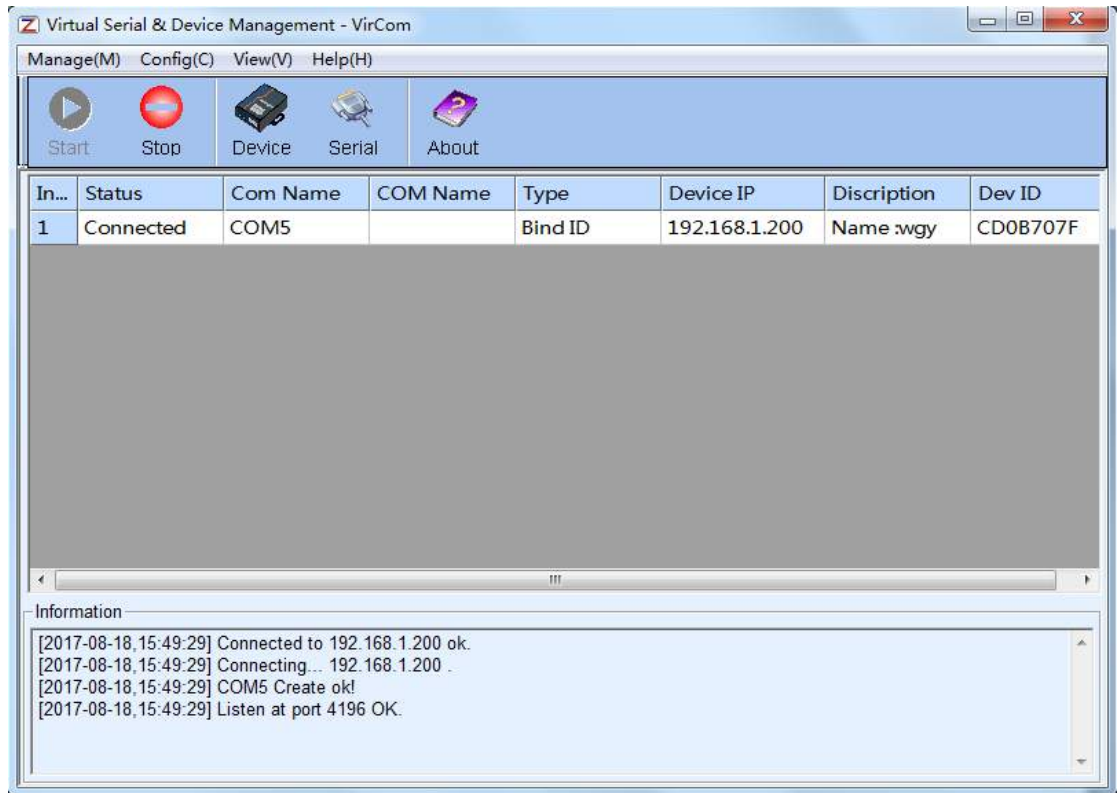 Virtual Serial & Device Management - VirCom
Manage(M) Config(C) View(V) Help(H)
Start Stop Device Serial About
In... Status Com Name COM Name Type Device IP Discription Dev ID
1 Connected COM5 Bind ID 192.168.1.200 Name :wgy CD0B707F
Information
[2017-08-18,15:49:29] Connected to 192.168.1.200 ok.
[2017-08-18,15:49:29] Connecting... 192.168.1.200 .
[2017-08-18,15:49:29] COM5 Create ok!
[2017-08-18,15:49:29] Listen at port 4196 OK.